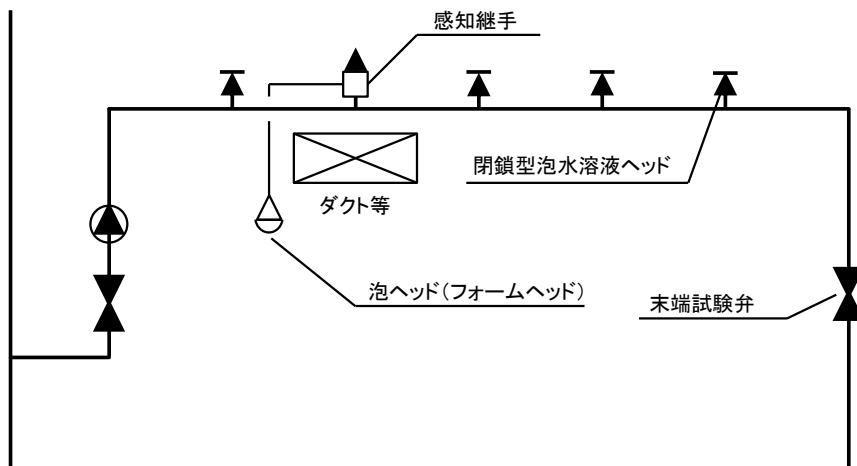 感知継手
閉鎖型泡水溶液ヘッド
ダクト等
泡ヘッド(フォームヘッド)
末端試験弁